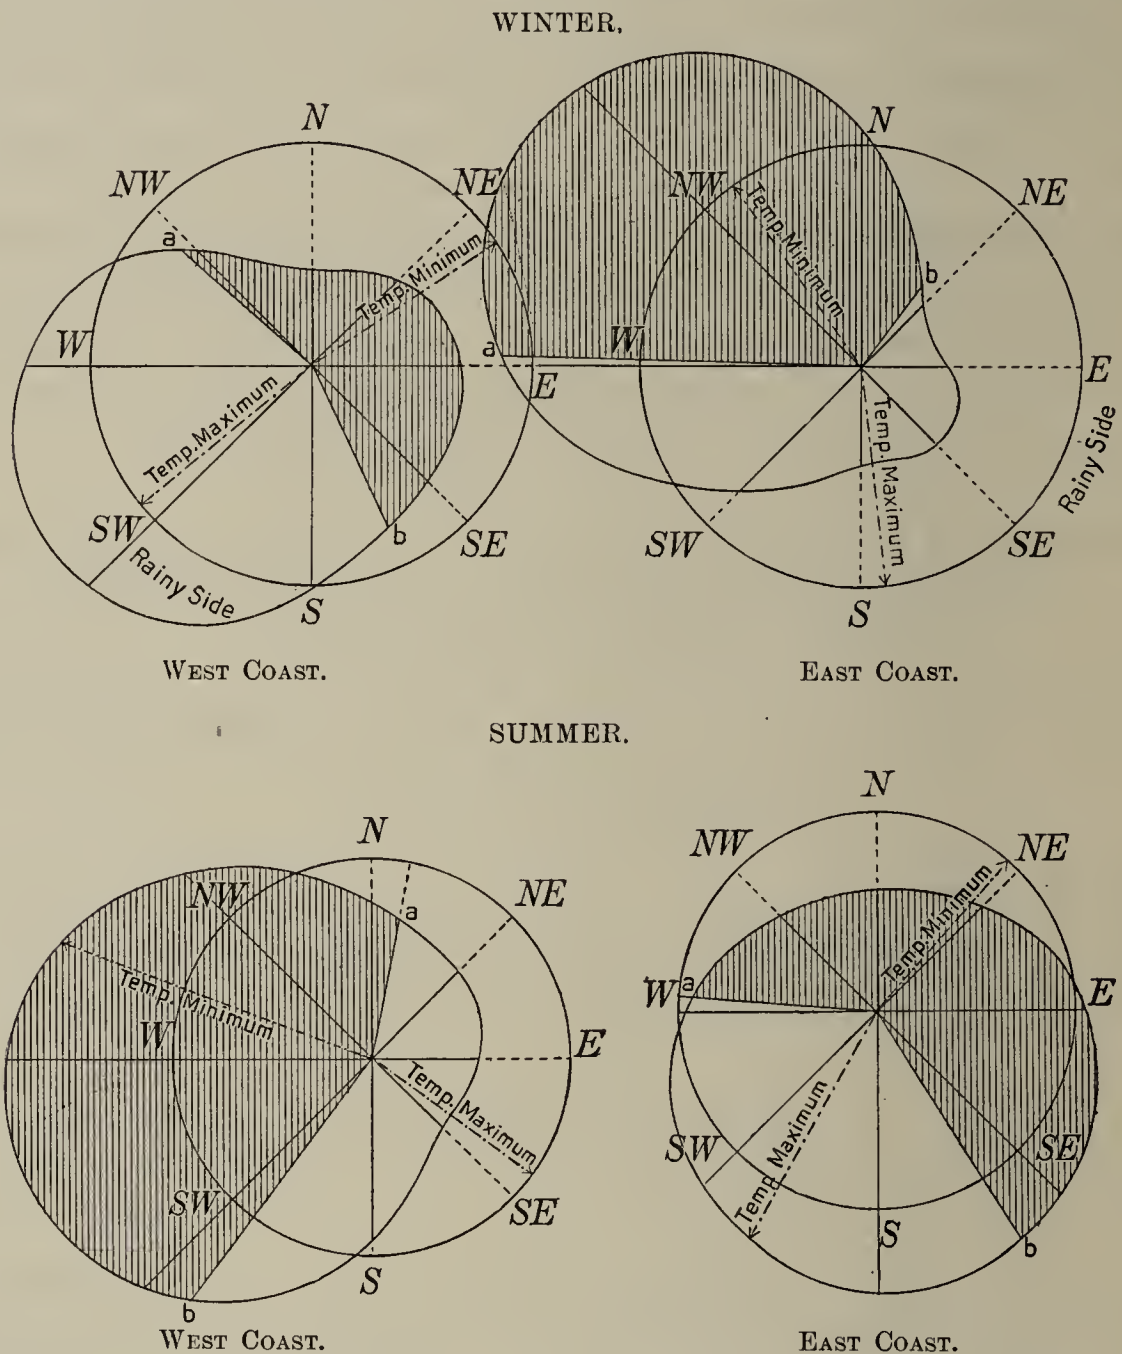 WINTER.
N
NW
NE
a
Temp. Minimum
W
E
Temp. Maximum
SW
Rainy Side
b
SE
S
WEST COAST.
N
NW
Temp. Minimum
NE
b
a
W
E
Temp. Maximum
Rainy Side
SW
SE
S
EAST COAST.
SUMMER.
N
NW
NE
a
Temp. Minimum
W
E
Temp. Maximum
SW
SE
S
b
WEST COAST.
N
NW
NE
Temp. Minimum
W
a
E
Temp. Maximum
SW
SE
S
b
EAST COAST.